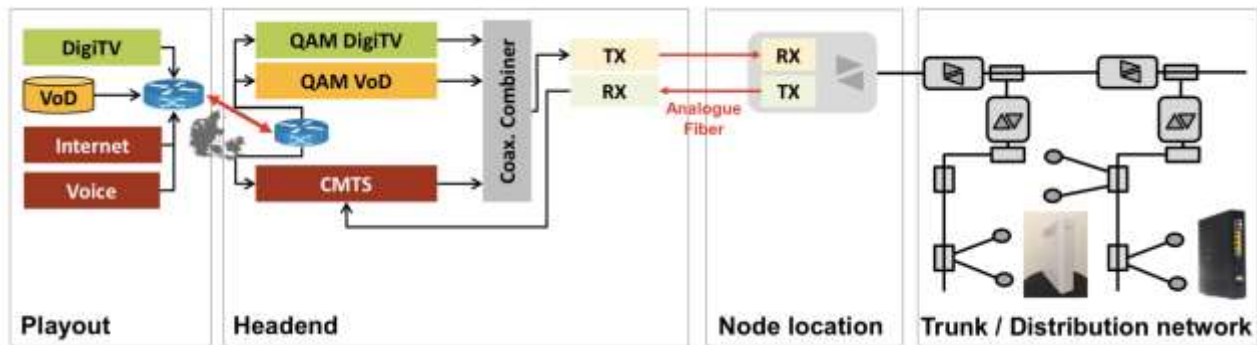 DigiTV
VoD
Internet
Voice
Playout
QAM DigiTV
QAM VoD
CMTS
Coax. Combiner
TX
RX
Headend
Analogue
Fiber
RX
TX
Node location
Trunk / Distribution network